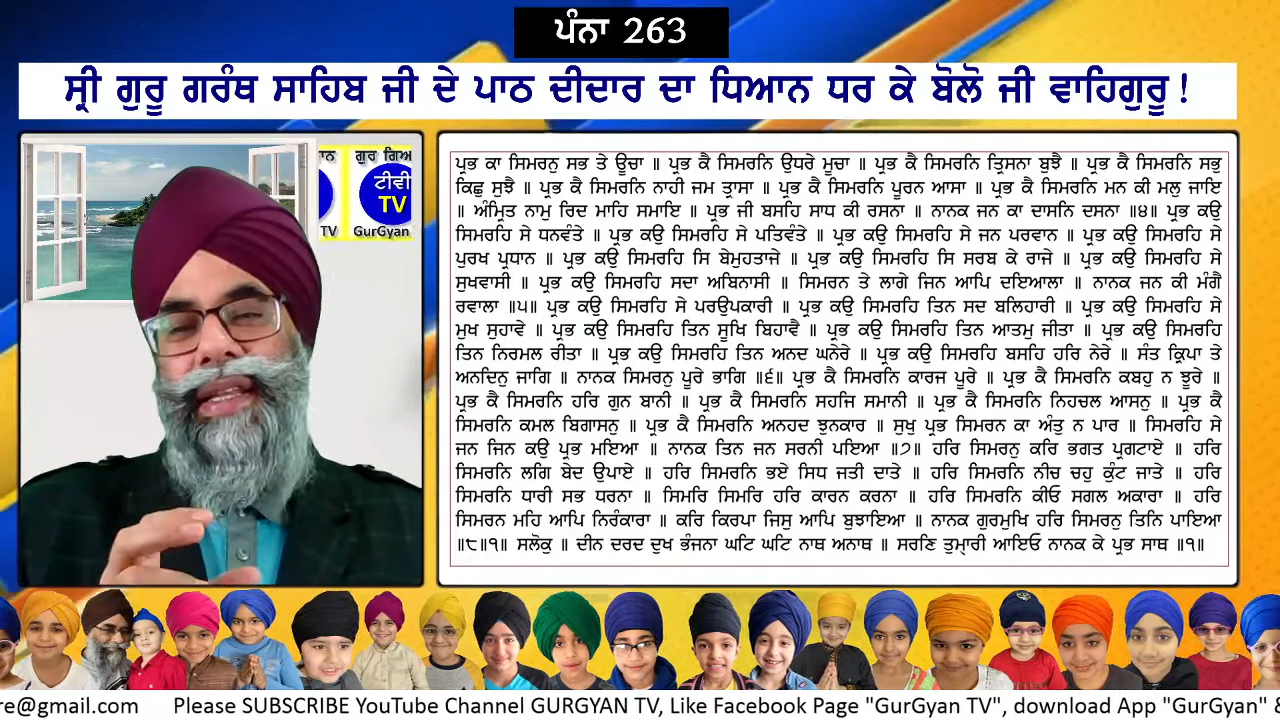 ਪੰਨਾ 263
ਸ੍ਰੀ ਗੁਰੂ ਗਰੰਥ ਸਾਹਿਬ ਜੀ ਦੇ ਪਾਠ ਦੀਦਾਰ ਦਾ ਧਿਆਨ ਧਰ ਕੇ ਬੋਲੋ ਜੀ ਵਾਹਿਗੁਰੂ!
ਾਨ ਗੁਰ ਗਿਅ
ਟੀਵੀ
TV
TV GurGyan
ਪ੍ਰਭ ਕਾ ਸਿਮਰਨੁ ਸਭ ਤੇ ਊਚਾ ॥ ਪ੍ਰਭ ਕੈ ਸਿਮਰਨਿ ਉਧਰੇ ਮੂਚਾ ॥ ਪ੍ਰਭ ਕੈ ਸਿਮਰਨਿ ਤ੍ਰਿਸਨਾ ਬੁਝੈ ॥ ਪ੍ਰਭ ਕੈ ਸਿਮਰਨਿ ਸਭੁ
ਕਿਛੁ ਸੁਝੈ ॥ ਪ੍ਰਭ ਕੈ ਸਿਮਰਨਿ ਨਾਹੀ ਜਮ ਤ੍ਰਾਸਾ ॥ ਪ੍ਰਭ ਕੈ ਸਿਮਰਨਿ ਪੂਰਨ ਆਸਾ ॥ ਪ੍ਰਭ ਕੈ ਸਿਮਰਨਿ ਮਨ ਕੀ ਮਲੁ ਜਾਇ
॥ ਅੰਮ੍ਰਿਤ ਨਾਮੁ ਰਿਦ ਮਾਹਿ ਸਮਾਇ ॥ ਪ੍ਰਭ ਜੀ ਬਸਹਿ ਸਾਧ ਕੀ ਰਸਨਾ ॥ ਨਾਨਕ ਜਨ ਕਾ ਦਾਸਨਿ ਦਸਨਾ ॥੪॥ ਪ੍ਰਭ ਕਉ
ਸਿਮਰਹਿ ਸੇ ਧਨਵੰਤੇ ॥ ਪ੍ਰਭ ਕਉ ਸਿਮਰਹਿ ਸੇ ਪਤਿਵੰਤੇ ॥ ਪ੍ਰਭ ਕਉ ਸਿਮਰਹਿ ਸੇ ਜਨ ਪਰਵਾਨ ॥ ਪ੍ਰਭ ਕਉ ਸਿਮਰਹਿ ਸੇ
ਪੁਰਖ ਪ੍ਰਧਾਨ ॥ ਪ੍ਰਭ ਕਉ ਸਿਮਰਹਿ ਸਿ ਬੇਮੁਹਤਾਜੇ ॥ ਪ੍ਰਭ ਕਉ ਸਿਮਰਹਿ ਸਿ ਸਰਬ ਕੇ ਰਾਜੇ ॥ ਪ੍ਰਭ ਕਉ ਸਿਮਰਹਿ ਸੇ
ਸੁਖਵਾਸੀ ॥ ਪ੍ਰਭ ਕਉ ਸਿਮਰਹਿ ਸਦਾ ਅਬਿਨਾਸੀ ॥ ਸਿਮਰਨ ਤੇ ਲਾਗੇ ਜਿਨ ਆਪਿ ਦਇਆਲਾ ॥ ਨਾਨਕ ਜਨ ਕੀ ਮੰਗੈ
ਰਵਾਲਾ ॥੫॥ ਪ੍ਰਭ ਕਉ ਸਿਮਰਹਿ ਸੇ ਪਰਉਪਕਾਰੀ ॥ ਪ੍ਰਭ ਕਉ ਸਿਮਰਹਿ ਤਿਨ ਸਦ ਬਲਿਹਾਰੀ ॥ ਪ੍ਰਭ ਕਉ ਸਿਮਰਹਿ ਸੇ
ਮੁਖ ਸੁਹਾਵੇ ॥ ਪ੍ਰਭ ਕਉ ਸਿਮਰਹਿ ਤਿਨ ਸੂਖਿ ਬਿਹਾਵੈ ॥ ਪ੍ਰਭ ਕਉ ਸਿਮਰਹਿ ਤਿਨ ਆਤਮੁ ਜੀਤਾ ॥ ਪ੍ਰਭ ਕਉ ਸਿਮਰਹਿ
ਤਿਨ ਨਿਰਮਲ ਰੀਤਾ ॥ ਪ੍ਰਭ ਕਉ ਸਿਮਰਹਿ ਤਿਨ ਅਨਦ ਘਨੇਰੇ ॥ ਪ੍ਰਭ ਕਉ ਸਿਮਰਹਿ ਬਸਹਿ ਹਰਿ ਨੇਰੇ ॥ ਸੰਤ ਕ੍ਰਿਪਾ ਤੇ
ਅਨਦਿਨੁ ਜਾਗਿ ॥ ਨਾਨਕ ਸਿਮਰਨੁ ਪੂਰੇ ਭਾਗਿ ॥੬॥ ਪ੍ਰਭ ਕੈ ਸਿਮਰਨਿ ਕਾਰਜ ਪੂਰੇ ॥ ਪ੍ਰਭ ਕੈ ਸਿਮਰਨਿ ਕਬਹੁ ਨ ਝੂਰੇ ॥
ਪ੍ਰਭ ਕੈ ਸਿਮਰਨਿ ਹਰਿ ਗੁਨ ਬਾਨੀ ॥ ਪ੍ਰਭ ਕੈ ਸਿਮਰਨਿ ਸਹਜਿ ਸਮਾਨੀ ॥ ਪ੍ਰਭ ਕੈ ਸਿਮਰਨਿ ਨਿਹਚਲ ਆਸਨੁ ॥ ਪ੍ਰਭ ਕੈ
ਸਿਮਰਨਿ ਕਮਲ ਬਿਗਾਸਨੁ ॥ ਪ੍ਰਭ ਕੈ ਸਿਮਰਨਿ ਅਨਹਦ ਝੁਨਕਾਰ ॥ ਸੁਖੁ ਪ੍ਰਭ ਸਿਮਰਨ ਕਾ ਅੰਤੁ ਨ ਪਾਰ ॥ ਸਿਮਰਹਿ ਸੇ
ਜਨ ਜਿਨ ਕਉ ਪ੍ਰਭ ਮਇਆ ॥ ਨਾਨਕ ਤਿਨ ਜਨ ਸਰਨੀ ਪਇਆ ॥੭॥ ਹਰਿ ਸਿਮਰਨੁ ਕਰਿ ਭਗਤ ਪ੍ਰਗਟਾਏ ॥ ਹਰਿ
ਸਿਮਰਨਿ ਲਗਿ ਬੇਦ ਉਪਾਏ ॥ ਹਰਿ ਸਿਮਰਨਿ ਭਏ ਸਿਧ ਜਤੀ ਦਾਤੇ ॥ ਹਰਿ ਸਿਮਰਨਿ ਨੀਚ ਚਹੁ ਕੁੰਟ ਜਾਤੇ ॥ ਹਰਿ
ਸਿਮਰਨਿ ਧਾਰੀ ਸਭ ਧਰਨਾ ॥ ਸਿਮਰਿ ਸਿਮਰਿ ਹਰਿ ਕਾਰਨ ਕਰਨਾ ॥ ਹਰਿ ਸਿਮਰਨਿ ਕੀਓ ਸਗਲ ਅਕਾਰਾ ॥ ਹਰਿ
ਸਿਮਰਨ ਮਹਿ ਆਪਿ ਨਿਰੰਕਾਰਾ ॥ ਕਰਿ ਕਿਰਪਾ ਜਿਸੁ ਆਪਿ ਬੁਝਾਇਆ ॥ ਨਾਨਕ ਗੁਰਮੁਖਿ ਹਰਿ ਸਿਮਰਨੁ ਤਿਨਿ ਪਾਇਆ
॥੮॥੧॥ ਸਲੋਕੁ ॥ ਦੀਨ ਦਰਦ ਦੁਖ ਭੰਜਨਾ ਘਟਿ ਘਟਿ ਨਾਥ ਅਨਾਥ ॥ ਸਰਣਿ ਤੁਮ੍ਹਾਰੀ ਆਇਓ ਨਾਨਕ ਕੇ ਪ੍ਰਭ ਸਾਥ ॥੧॥
re@gmail.com Please SUBSCRIBE YouTube Channel GURGYAN TV, Like Facebook Page "GurGyan TV", download App "GurGyan" &